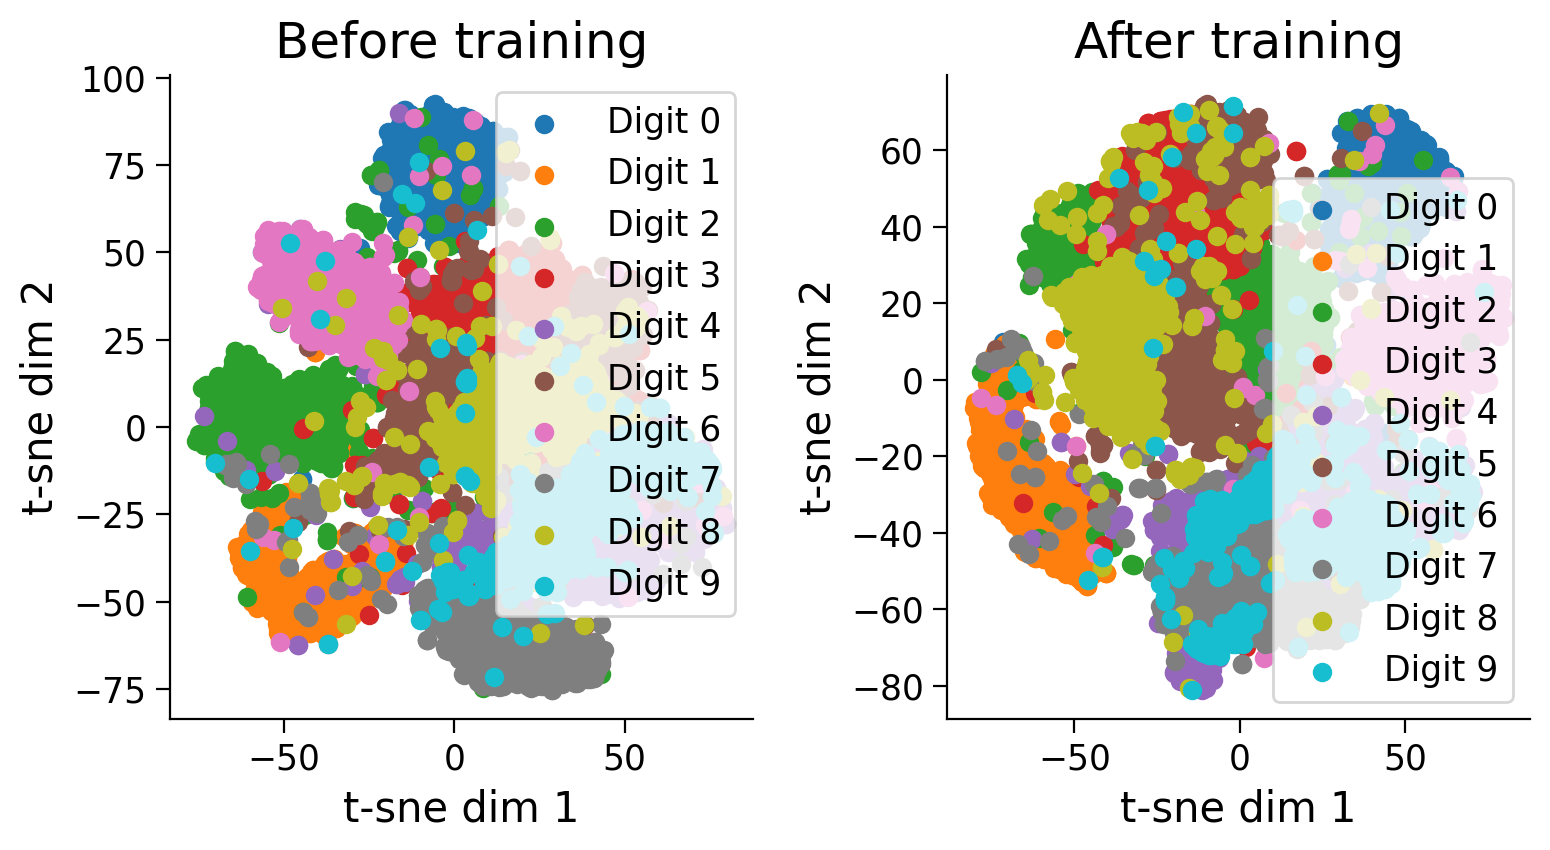 Before training
100
75
50
25
0
−25
−50
−75
−50
0
50
t-sne dim 2
t-sne dim 1
Digit 0
Digit 1
Digit 2
Digit 3
Digit 4
Digit 5
Digit 6
Digit 7
Digit 8
Digit 9
After training
60
40
20
0
−20
−40
−60
−80
−50
0
50
t-sne dim 2
t-sne dim 1
Digit 0
Digit 1
Digit 2
Digit 3
Digit 4
Digit 5
Digit 6
Digit 7
Digit 8
Digit 9